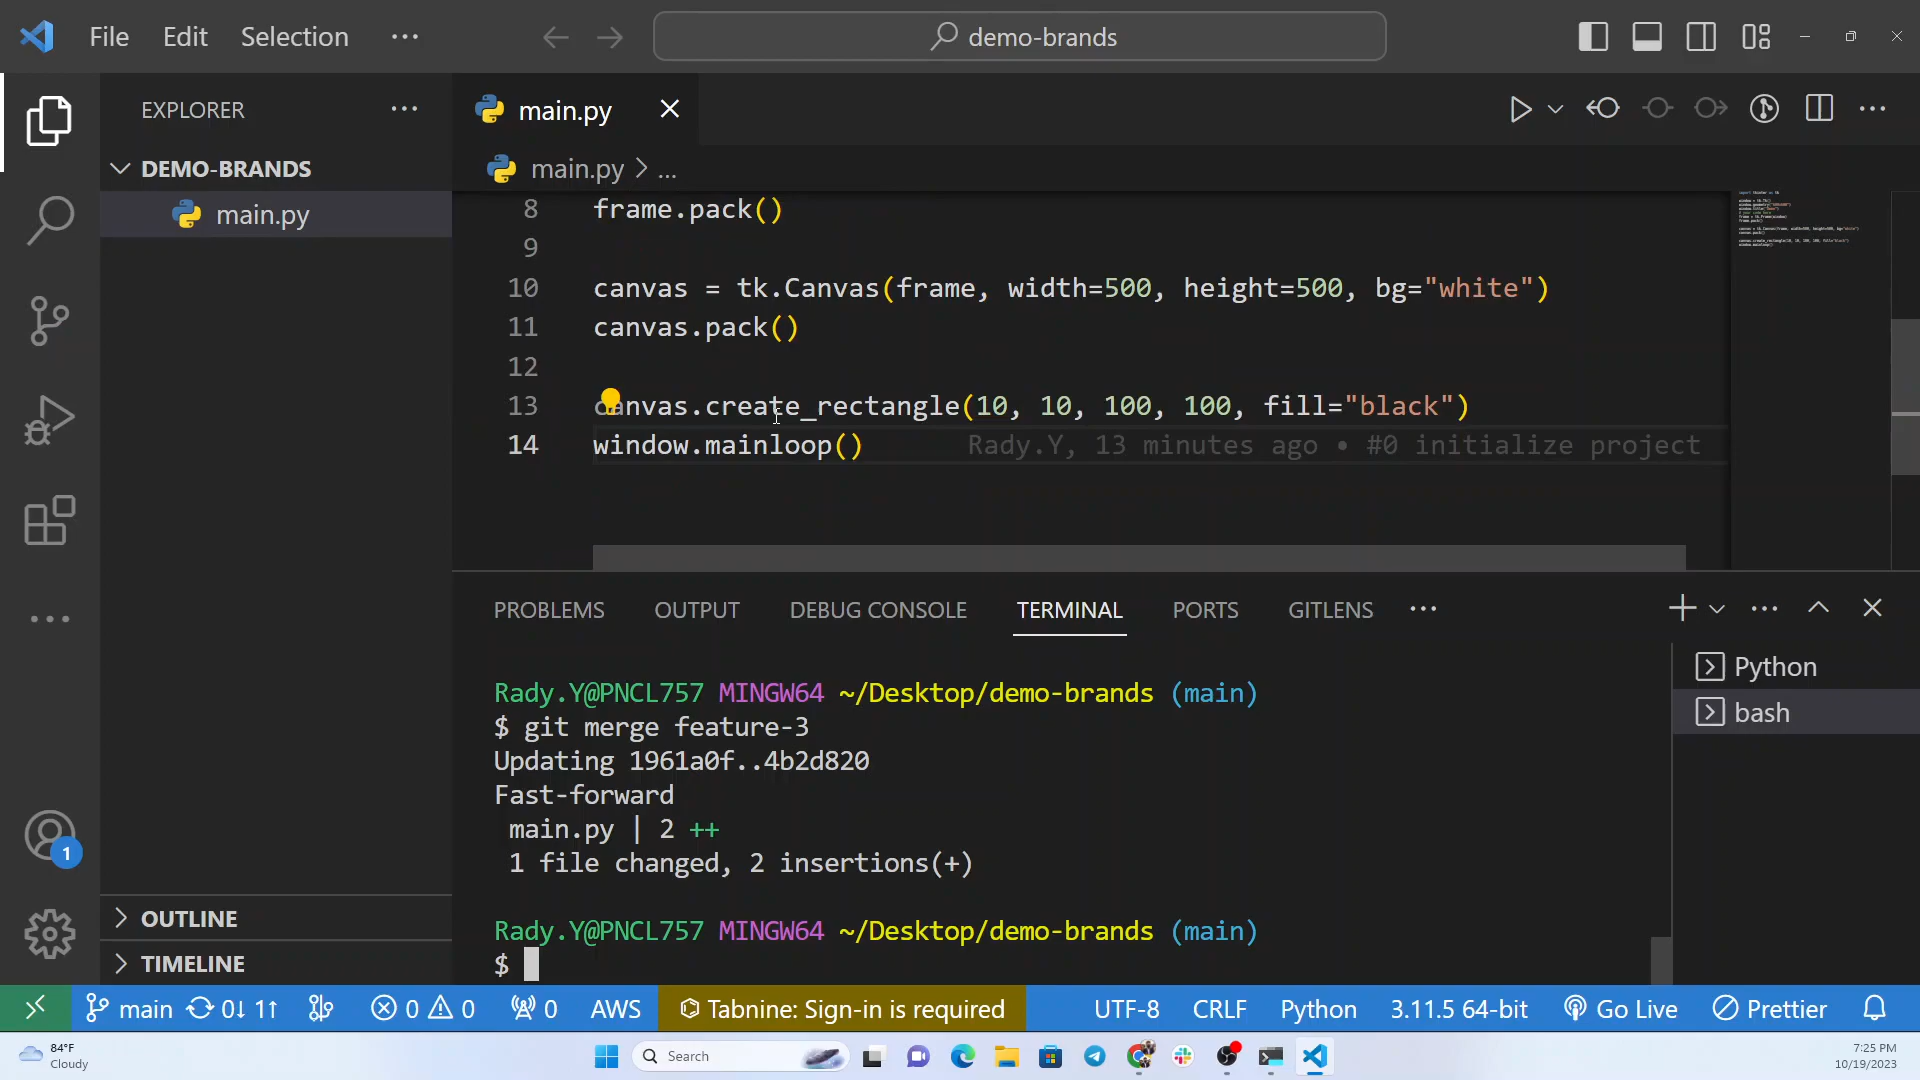 File Edit Selection ···
demo-brands
EXPLORER ···
DEMO-BRANDS
main.py
main.py
main.py > ...
8 frame.pack()
9
10 canvas = tk.Canvas(frame, width=500, height=500, bg="white")
11 canvas.pack()
12
13 canvas.create_rectangle(10, 10, 100, 100, fill="black")
14 window.mainloop() Rady.Y, 13 minutes ago • #0 initialize project
PROBLEMS OUTPUT DEBUG CONSOLE TERMINAL PORTS GITLENS ···
Python
bash
Rady.Y@PNCL757 MINGW64 ~/Desktop/demo-brands (main)
$ git merge feature-3
Updating 1961a0f..4b2d820
Fast-forward
main.py | 2 ++
1 file changed, 2 insertions(+)
Rady.Y@PNCL757 MINGW64 ~/Desktop/demo-brands (main)
$
1
OUTLINE
TIMELINE
main 0↓ 1↑ 0 0 0 AWS Tabnine: Sign-in is required UTF-8 CRLF Python 3.11.5 64-bit Go Live Prettier
84°F
Cloudy
Search
7:25 PM
10/19/2023